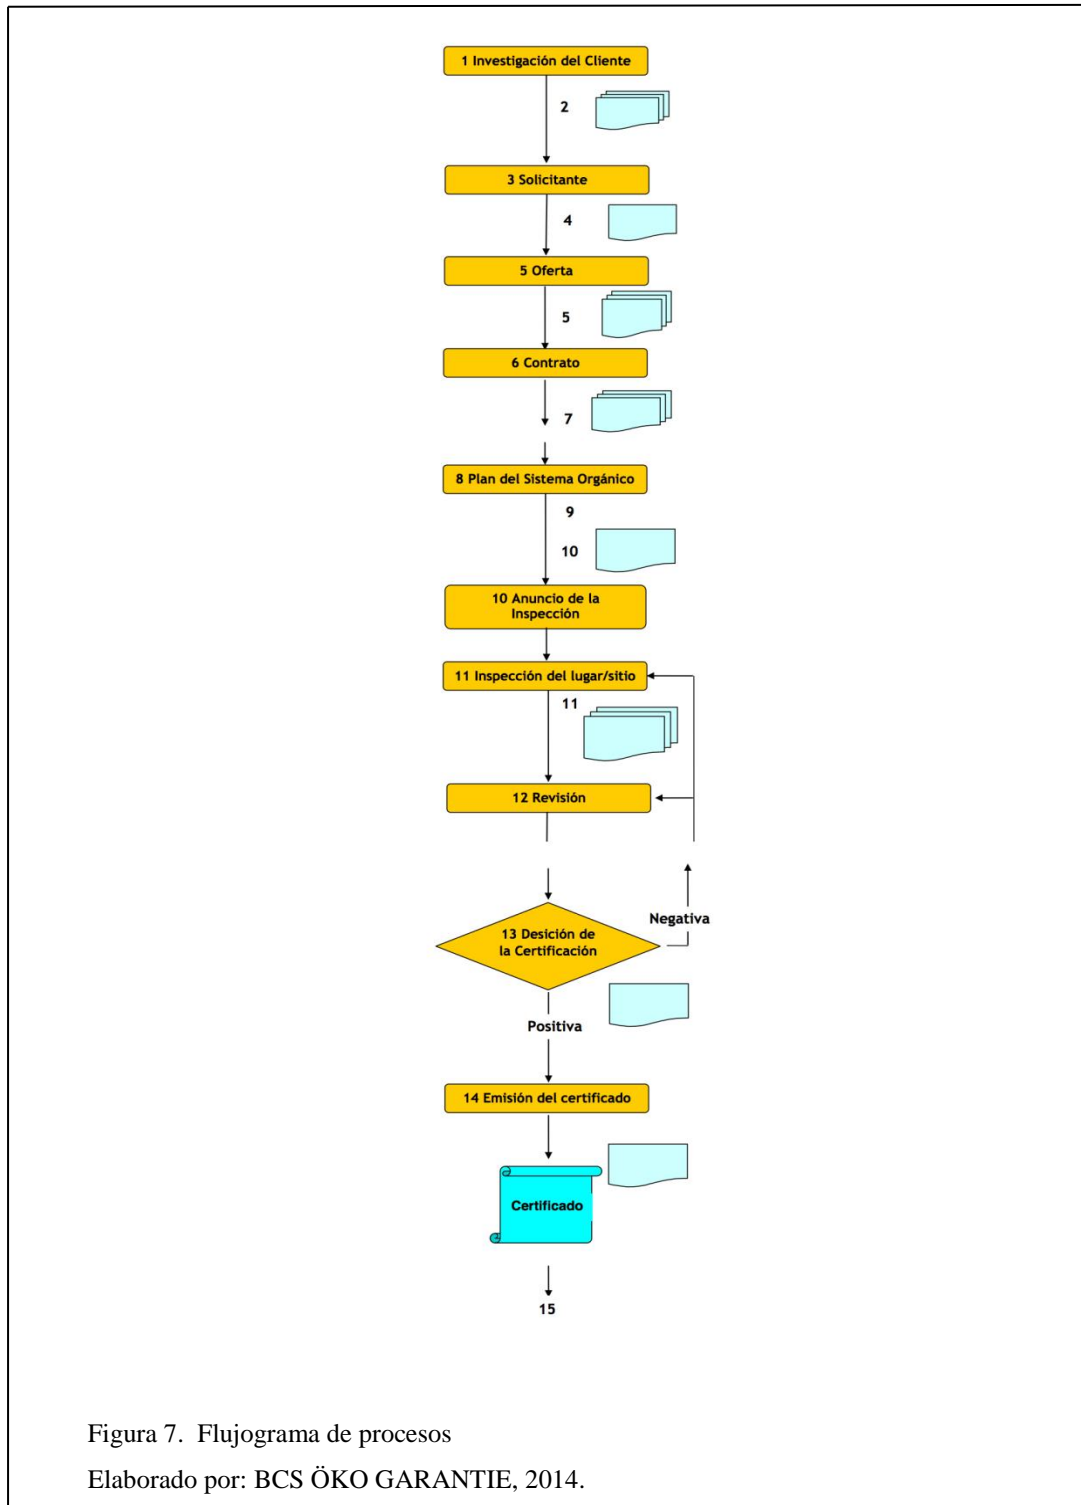 1 Investigación del Cliente
2
3 Solicitante
4
5 Oferta
5
6 Contrato
7
8 Plan del Sistema Orgánico
9
10
10 Anuncio de la
Inspección
11 Inspección del lugar/sitio
11
12 Revisión
Negativa
13 Desición de
la Certificación
Positiva
14 Emisión del certificado
Certificado
15
Figura 7. Flujograma de procesos
Elaborado por: BCS ÖKO GARANTIE, 2014.